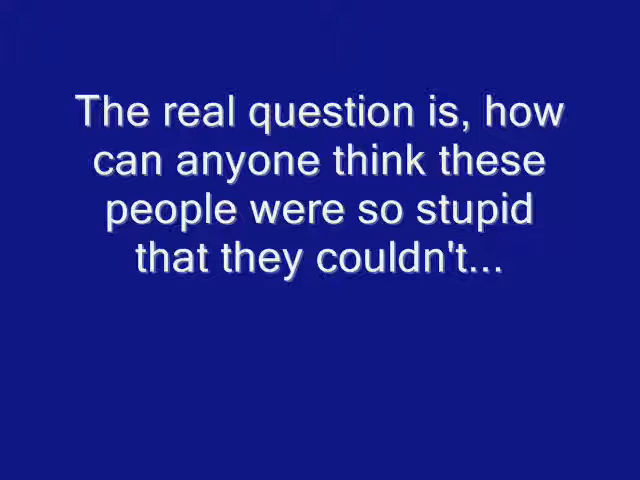 The real question is, how
can anyone think these
people were so stupid
that they couldn't...